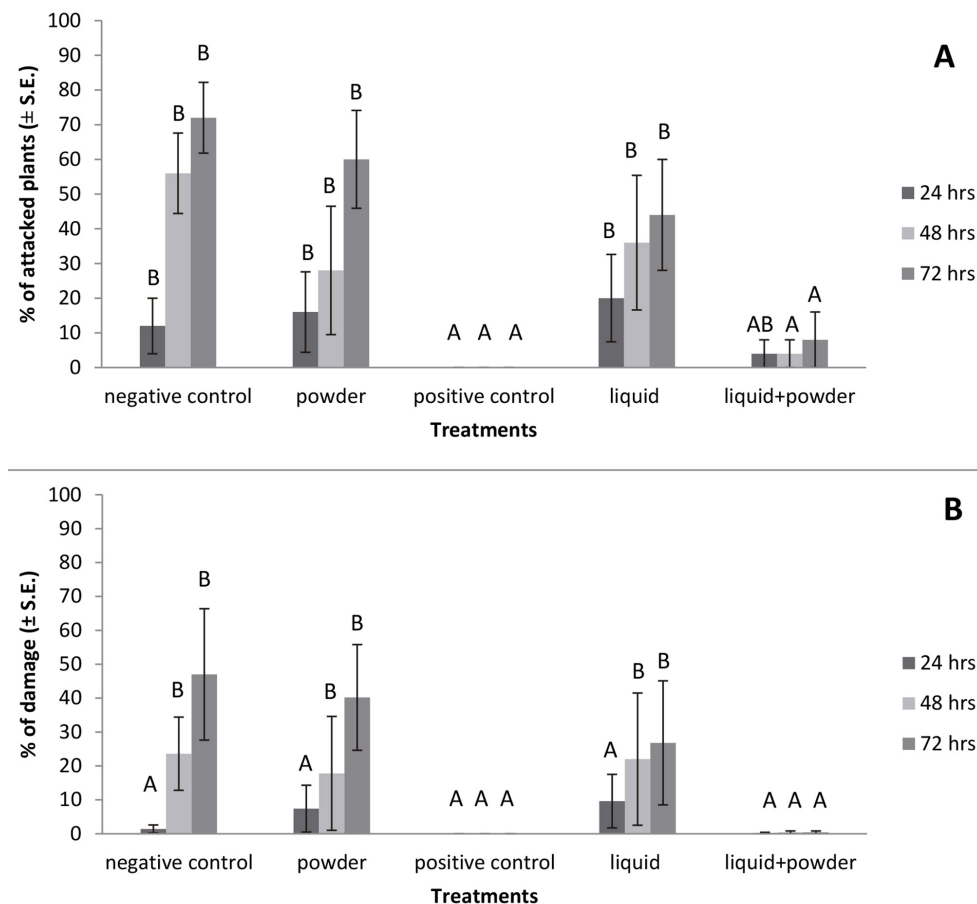 A
% of attacked plants (± S.E.)
100
90
80
70
60
50
40
30
20
10
0
B B B
B B B
A A A
B B B
AB A A
24 hrs
48 hrs
72 hrs
negative control powder positive control liquid liquid+powder
Treatments
B
% of damage (± S.E.)
100
90
80
70
60
50
40
30
20
10
0
A B B
A B B
A A A
A B B
A A A
24 hrs
48 hrs
72 hrs
negative control powder positive control liquid liquid+powder
Treatments